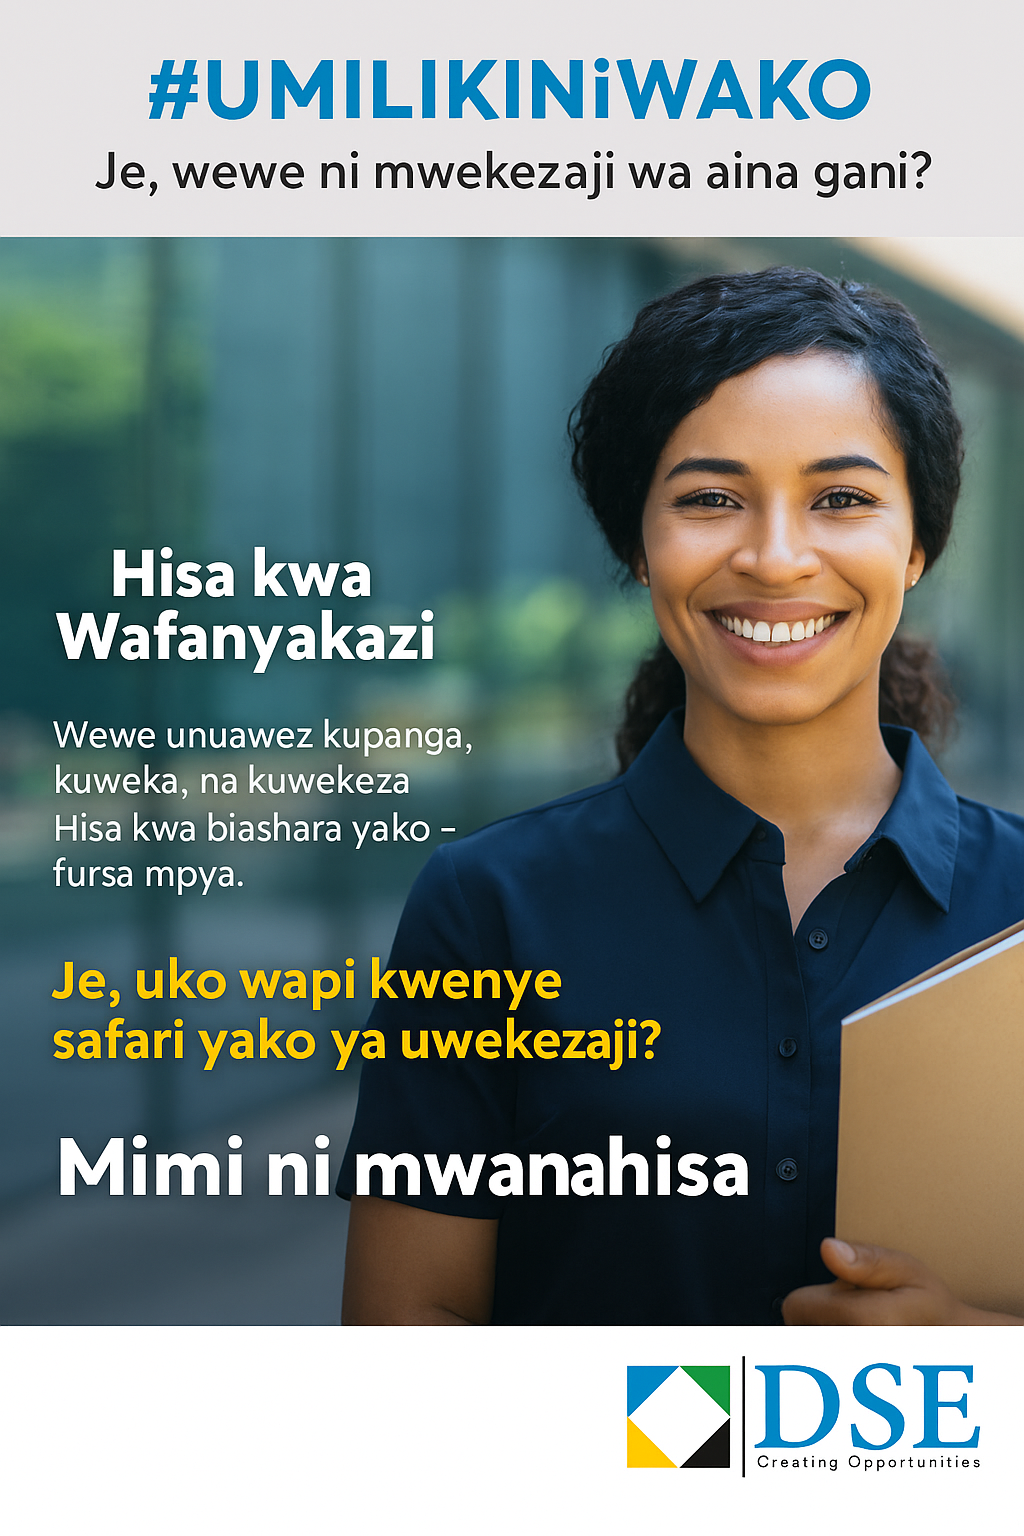 #UMILIKINiWAKO
Je, wewe ni mwekezaji wa aina gani?
Hisa kwa
Wafanyakazi
Wewe unuawez kupanga,
kuweka, na kuwekeza
Hisa kwa biashara yako –
fursa mpya.
Je, uko wapi kwenye
safari yako ya uwekezaji?
Mimi ni mwanahisa
DSE
Creating Opportunities